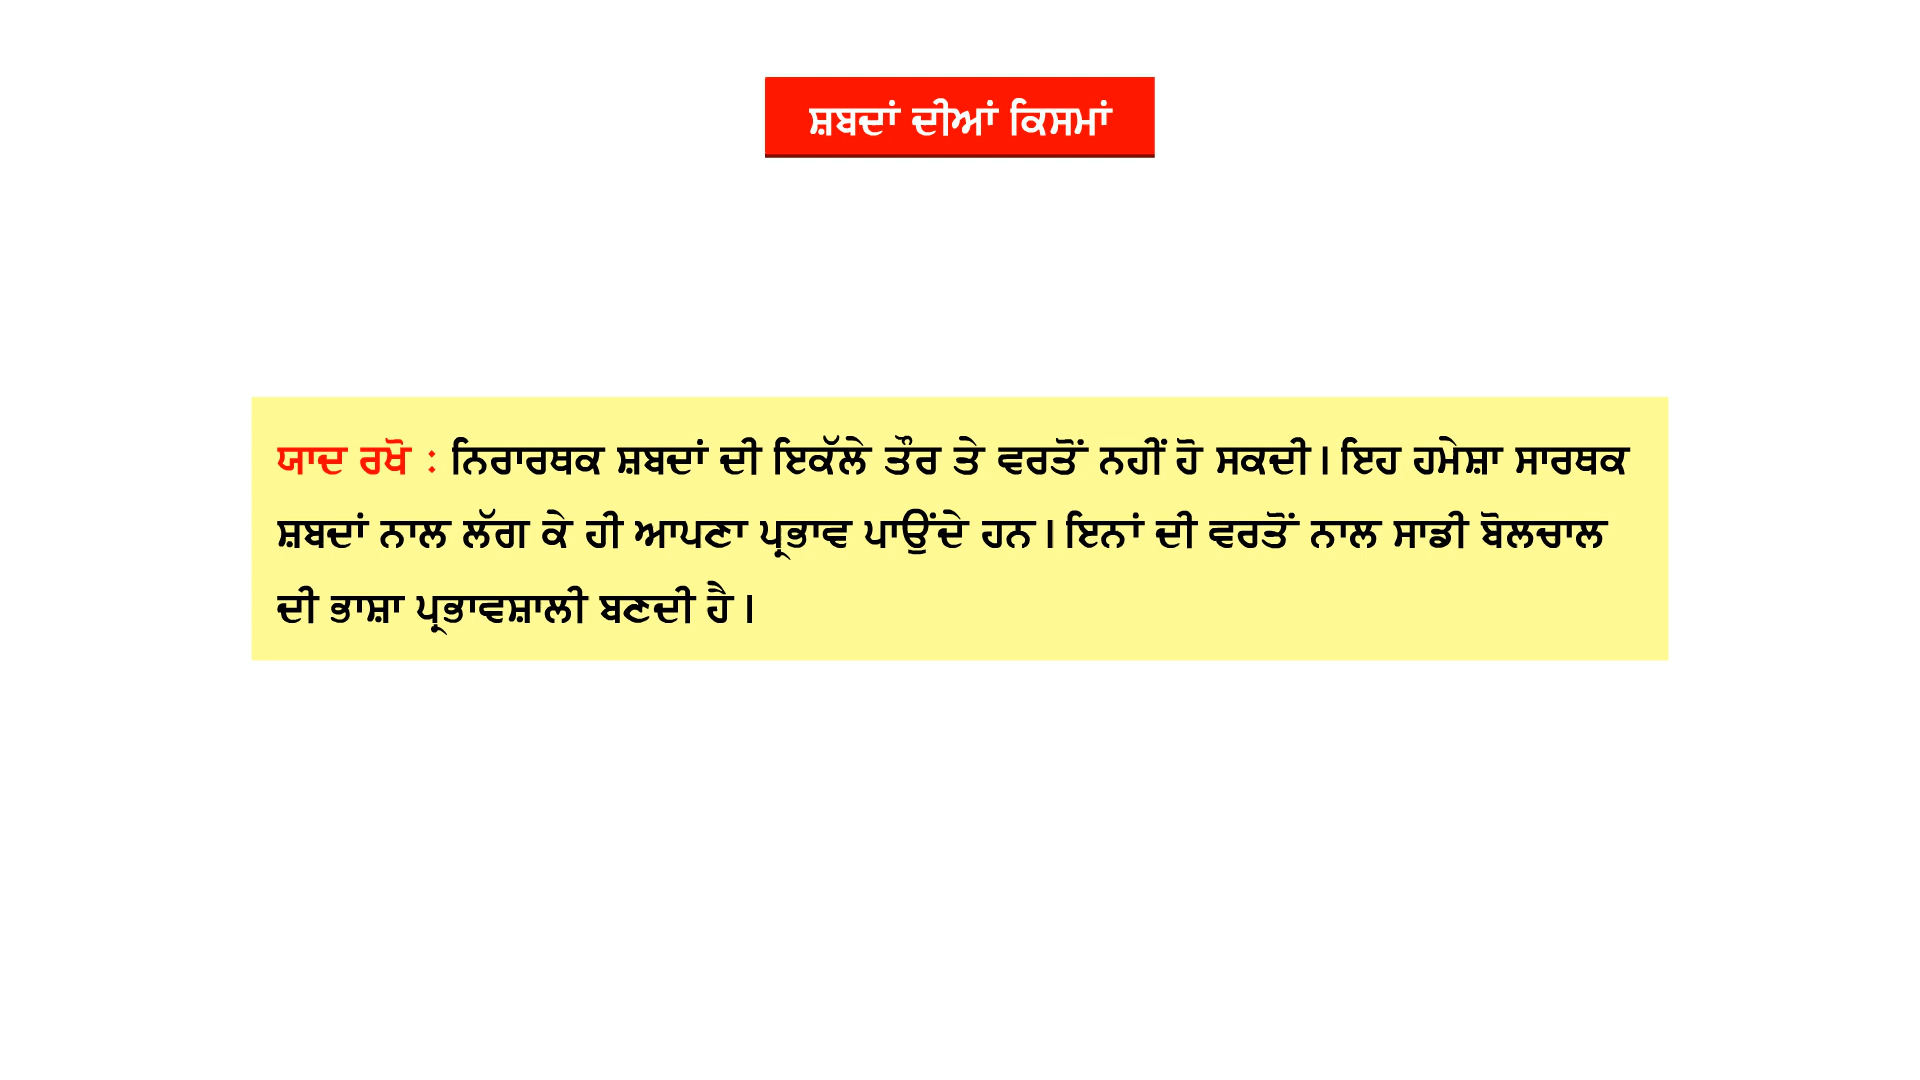 ਸ਼ਬਦਾਂ ਦੀਆਂ ਕਿਸਮਾਂ
ਯਾਦ ਰਖੋ : ਨਿਰਾਰਥਕ ਸ਼ਬਦਾਂ ਦੀ ਇਕੱਲੇ ਤੌਰ ਤੇ ਵਰਤੋਂ ਨਹੀਂ ਹੋ ਸਕਦੀ। ਇਹ ਹਮੇਸ਼ਾ ਸਾਰਥਕ
ਸ਼ਬਦਾਂ ਨਾਲ ਲੱਗ ਕੇ ਹੀ ਆਪਣਾ ਪ੍ਰਭਾਵ ਪਾਉਂਦੇ ਹਨ। ਇਨਾਂ ਦੀ ਵਰਤੋਂ ਨਾਲ ਸਾਡੀ ਬੋਲਚਾਲ
ਦੀ ਭਾਸ਼ਾ ਪ੍ਰਭਾਵਸ਼ਾਲੀ ਬਣਦੀ ਹੈ।